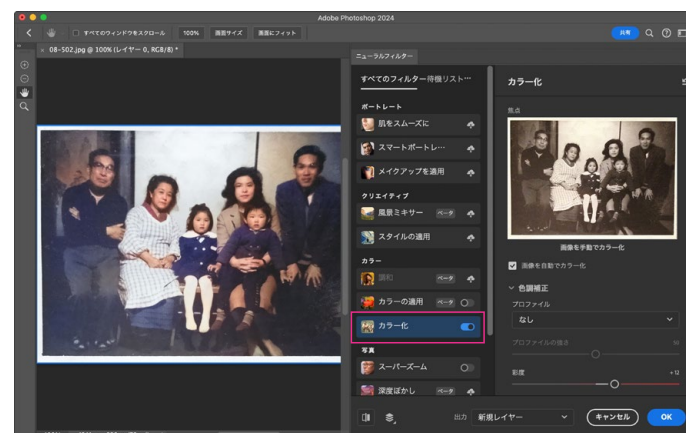 Adobe Photoshop 2024
すべてのウィンドウをスクロール 100% 画面サイズ 画面にフィット 共有
× 08-502.jpg @ 100% (レイヤー 0, RGB/8) *
ニューラルフィルター
すべてのフィルター 待機リスト…
カラー化
ポートレート
焦点
肌をスムーズに
スマートポートレ…
メイクアップを適用
クリエイティブ
風景ミキサー ベータ
スタイルの適用
画像を手動でカラー化
画像を自動でカラー化
カラー
調和 ベータ
色調補正
カラーの適用 ベータ
プロファイル
なし
カラー化
プロファイルの強さ 50
写真
スーパーズーム
彩度 +12
深度ぼかし ベータ
出力 新規レイヤー キャンセル OK